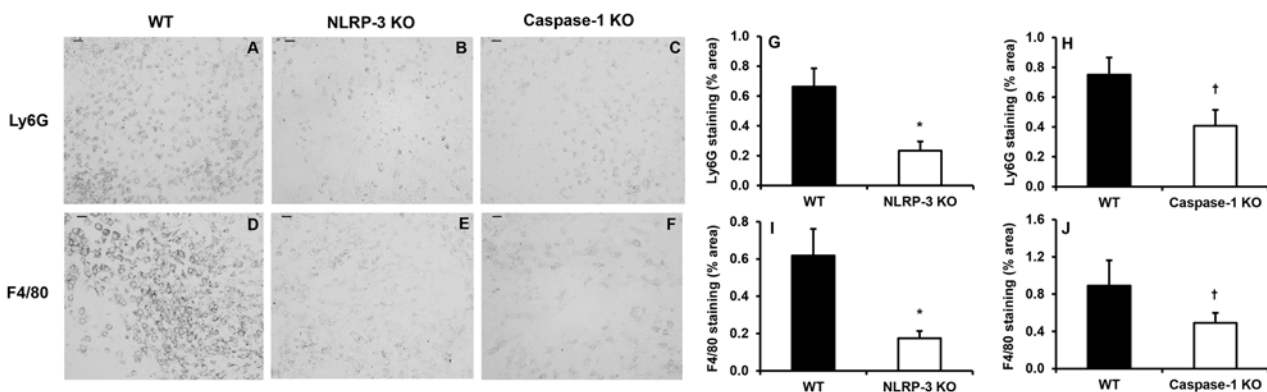 WT
NLRP-3 KO
Caspase-1 KO
Ly6G
A
B
C
F4/80
D
E
F
G
Ly6G staining (% area)
1.0
0.8
0.6
0.4
0.2
0.0
*
WT
NLRP-3 KO
H
Ly6G staining (% area)
1.0
0.8
0.6
0.4
0.2
0.0
†
WT
Caspase-1 KO
I
F4/80 staining (% area)
0.8
0.6
0.4
0.2
0.0
*
WT
NLRP-3 KO
J
F4/80 staining (% area)
1.6
1.2
0.8
0.4
0.0
†
WT
Caspase-1 KO